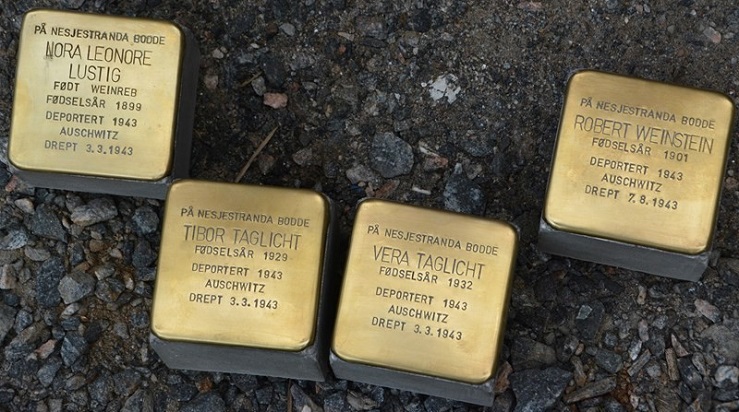 PÅ NESJESTRANDA BODDE
NORA LEONORE
LUSTIG
FØDT WEINREB
FØDSELSÅR 1899
DEPORTERT 1943
AUSCHWITZ
DREPT 3.3.1943
PÅ NESJESTRANDA BODDE
TIBOR TAGLICHT
FØDSELSÅR 1929
DEPORTERT 1943
AUSCHWITZ
DREPT 3.3.1943
PÅ NESJESTRANDA BODDE
VERA TAGLICHT
FØDSELSÅR 1932
DEPORTERT 1943
AUSCHWITZ
DREPT 3.3.1943
PÅ NESJESTRANDA BODDE
ROBERT WEINSTEIN
FØDSELSÅR 1901
DEPORTERT 1943
AUSCHWITZ
DREPT 7.8.1943